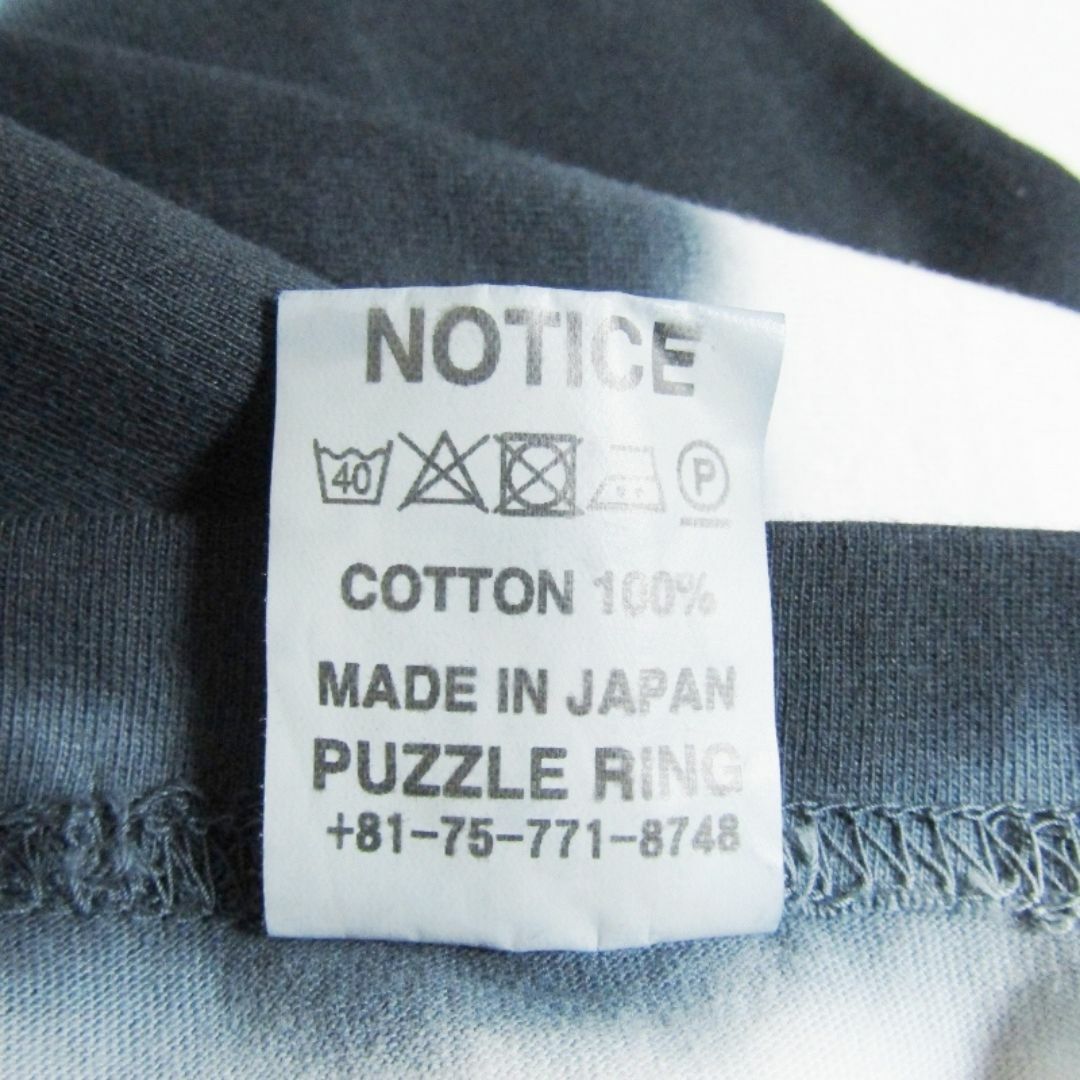 NOTICE
40 P
COTTON 100%
MADE IN JAPAN
PUZZLE RING
+81-75-771-8748